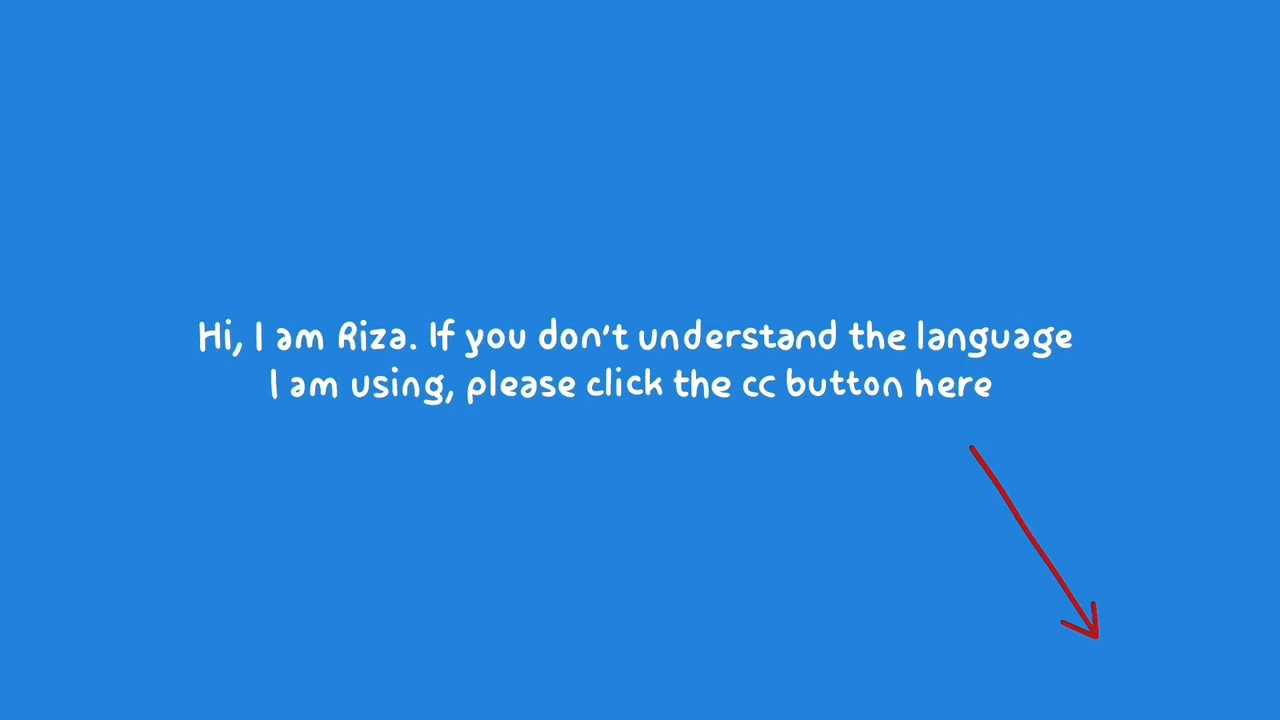 Hi, I am Riza. If you don't understand the language
I am using, please click the cc button here